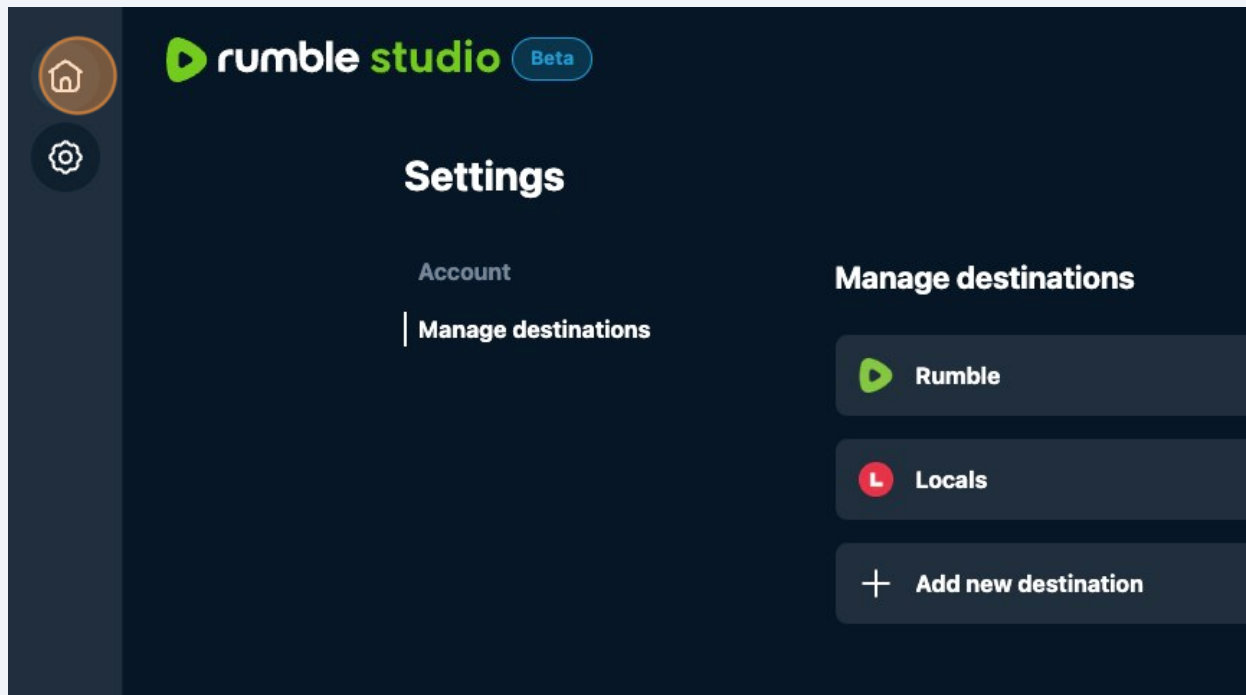 rumble studio Beta
Settings
Account
Manage destinations
Manage destinations
Rumble
Locals
Add new destination